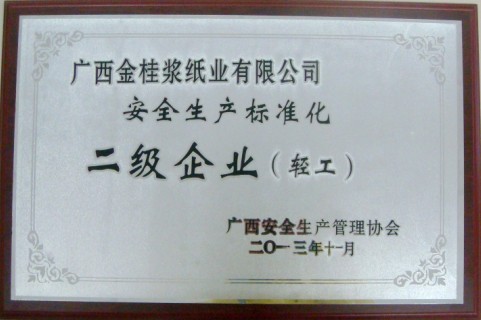 广西金桂浆纸业有限公司
安全生产标准化
二级企业（轻工）
广西安全生产管理协会
二〇一三年十一月